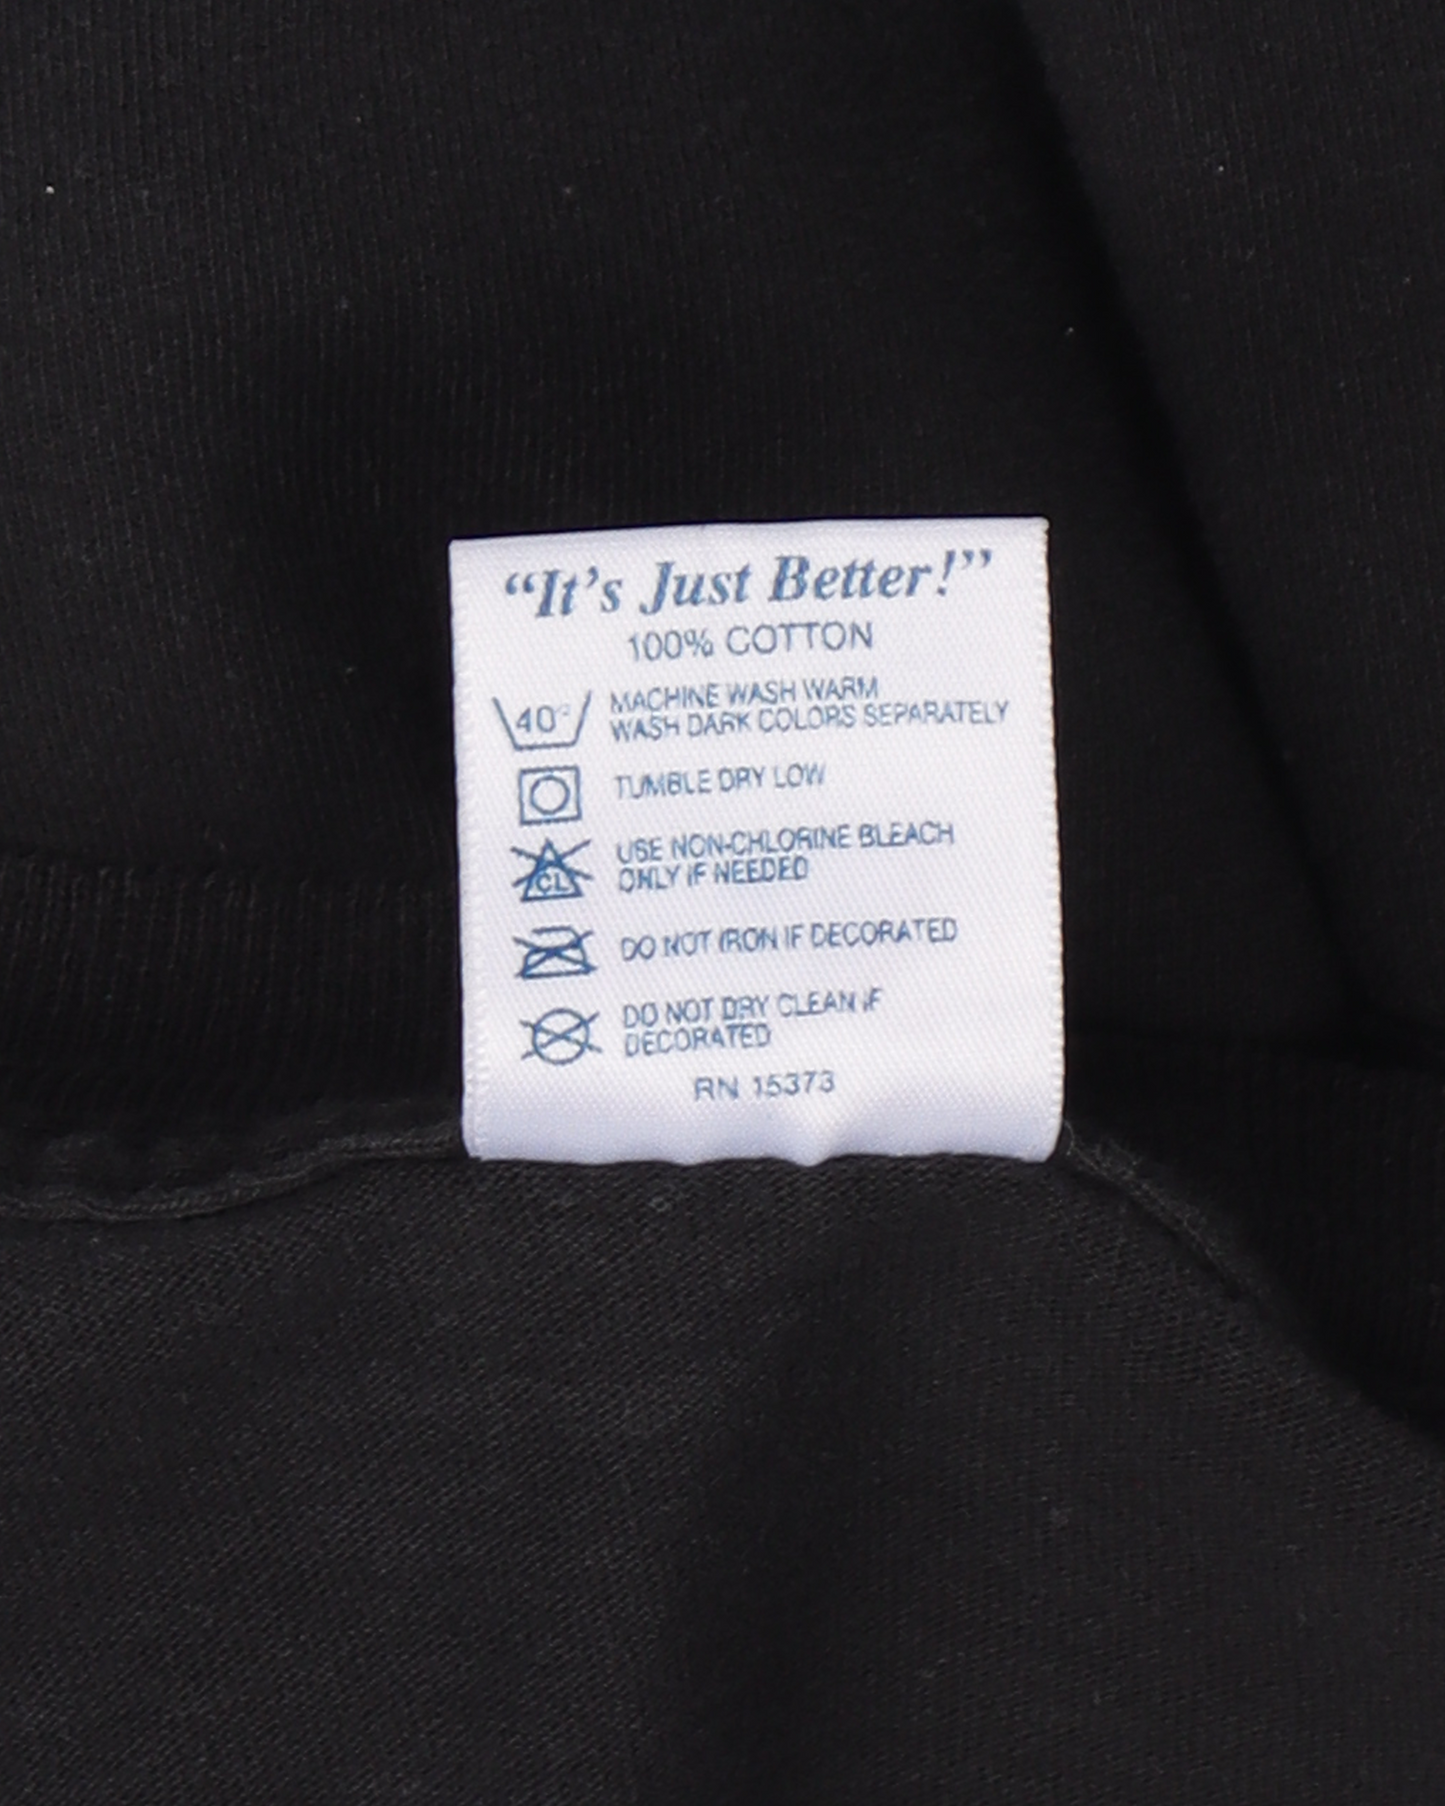 “It’s Just Better!”
100% COTTON
40° MACHINE WASH WARM
WASH DARK COLORS SEPARATELY
TUMBLE DRY LOW
CL USE NON-CHLORINE BLEACH
ONLY IF NEEDED
DO NOT IRON IF DECORATED
DO NOT DRY CLEAN IF
DECORATED
RN 15373